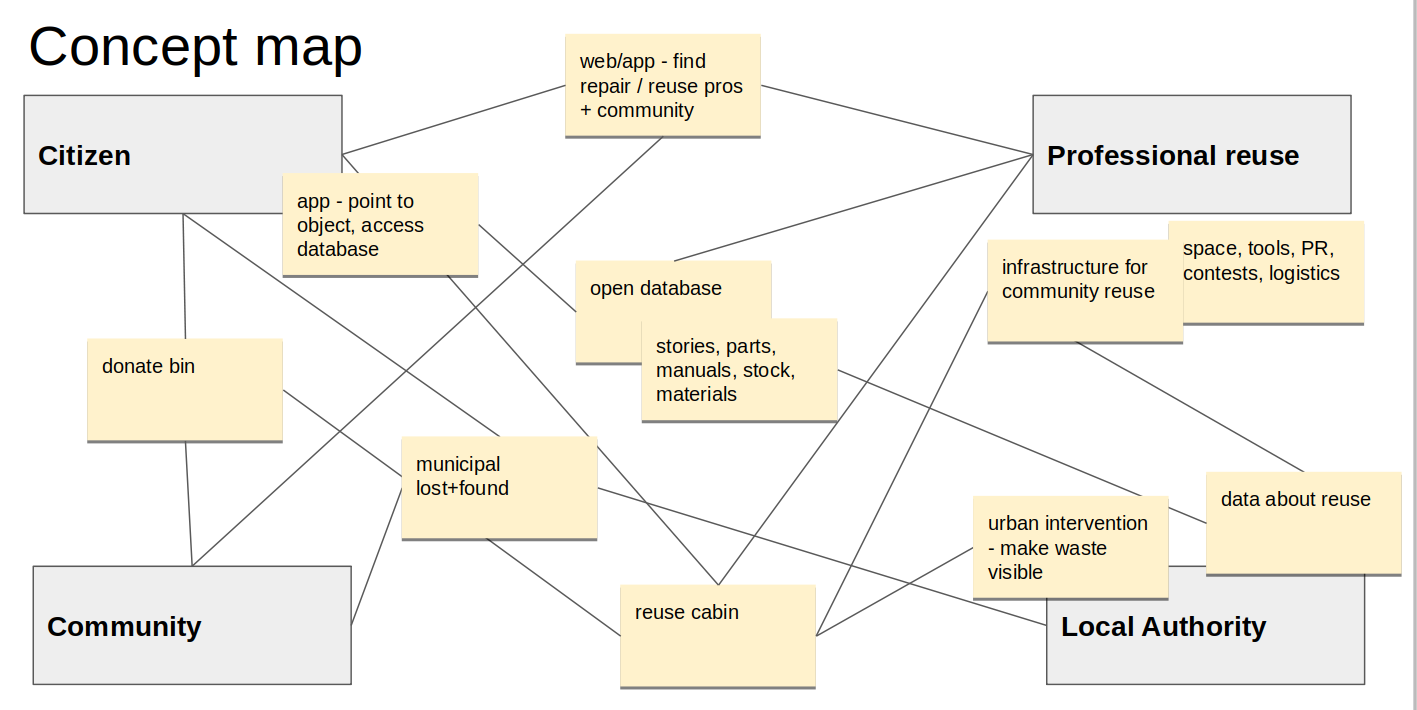 Concept map
web/app - find
repair / reuse pros
+ community
Citizen
Professional reuse
app - point to
object, access
database
space, tools, PR,
contests, logistics
infrastructure for
community reuse
open database
stories, parts,
manuals, stock,
materials
donate bin
municipal
lost+found
data about reuse
urban intervention
- make waste
visible
reuse cabin
Community
Local Authority